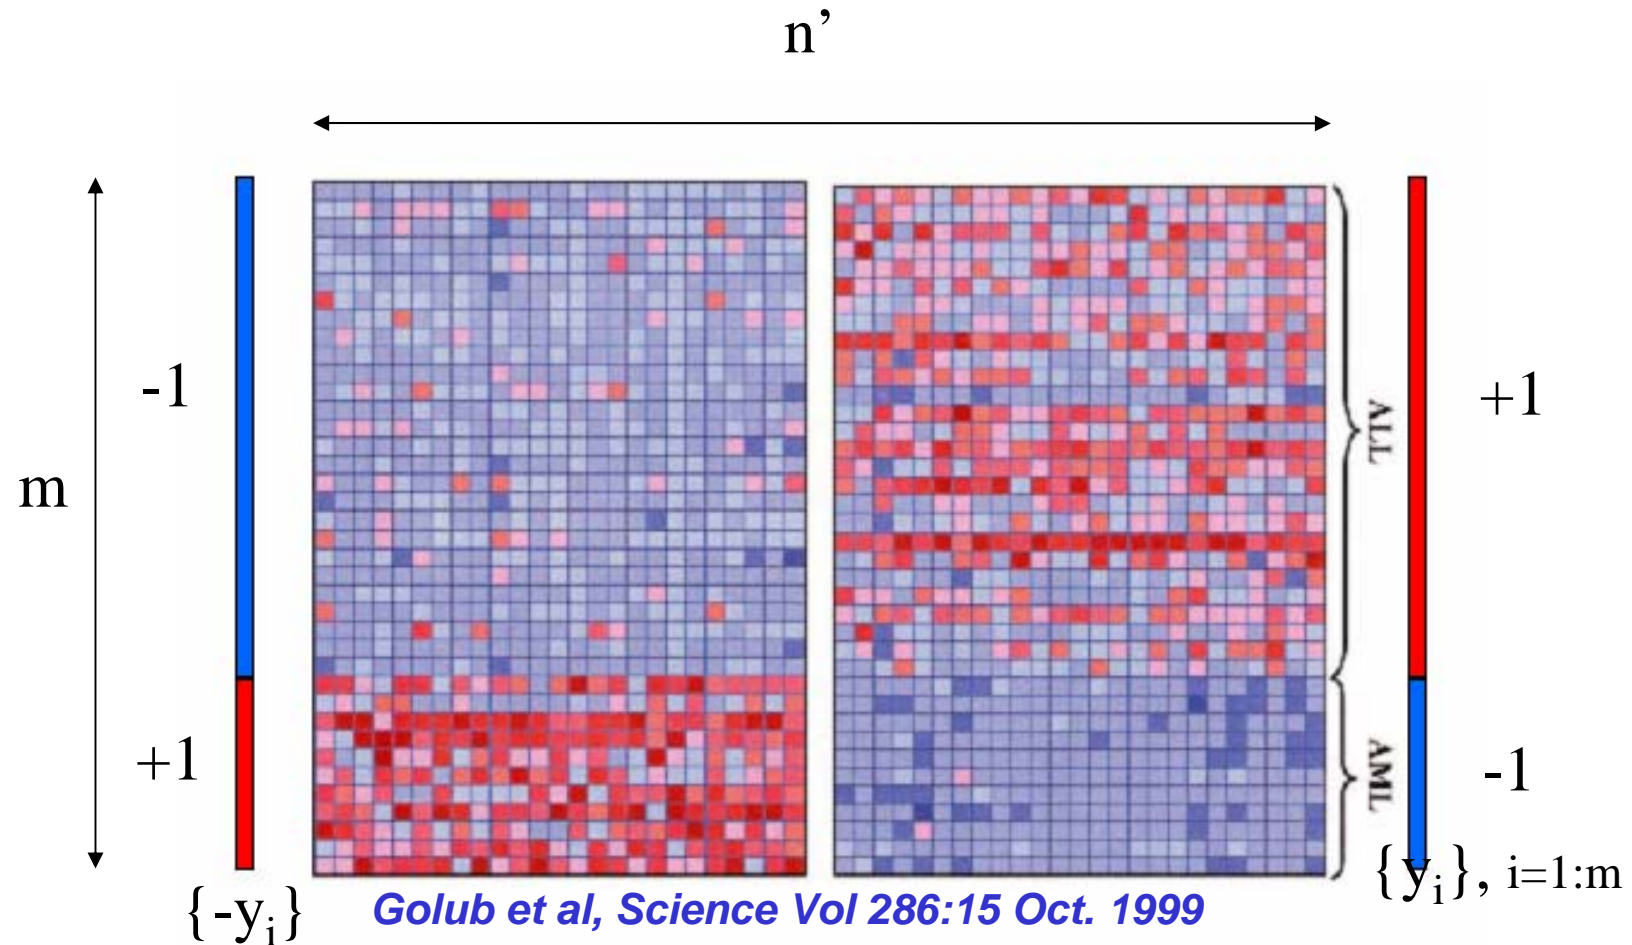 n’
-1
+1
m
ALL
AML
+1
-1
{-yᵢ}
{yᵢ}, i=1:m
Golub et al, Science Vol 286:15 Oct. 1999